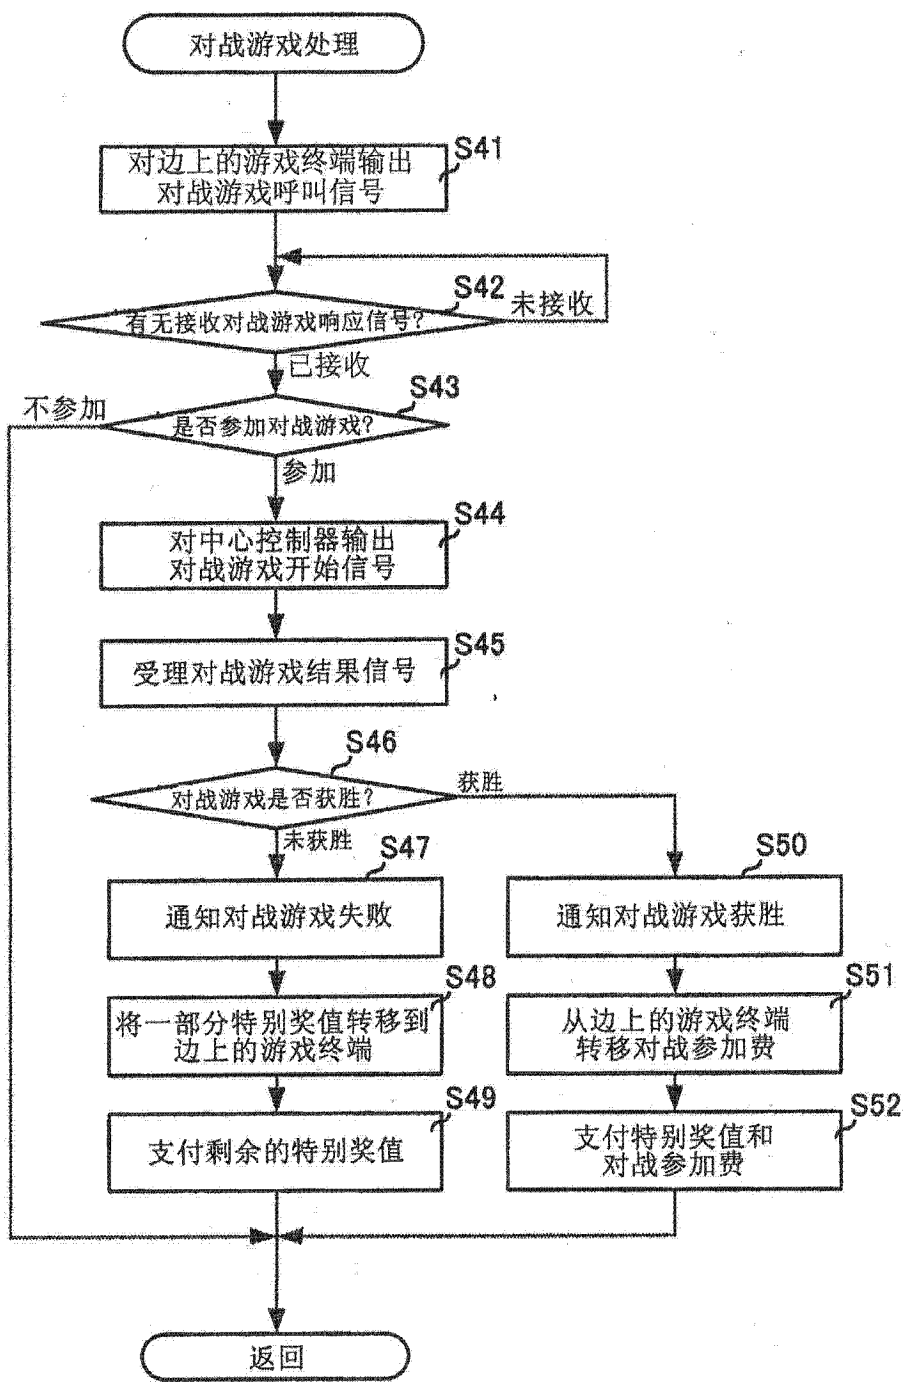 对战游戏处理
S41
对边上的游戏终端输出
对战游戏呼叫信号
S42
有无接收对战游戏响应信号?
未接收
已接收
S43
不参加
是否参加对战游戏?
参加
S44
对中心控制器输出
对战游戏开始信号
S45
受理对战游戏结果信号
S46
对战游戏是否获胜?
获胜
未获胜
S47
通知对战游戏失败
S50
通知对战游戏获胜
S48
将一部分特别奖值转移到
边上的游戏终端
S51
从边上的游戏终端
转移对战参加费
S49
支付剩余的特别奖值
S52
支付特别奖值和
对战参加费
返回